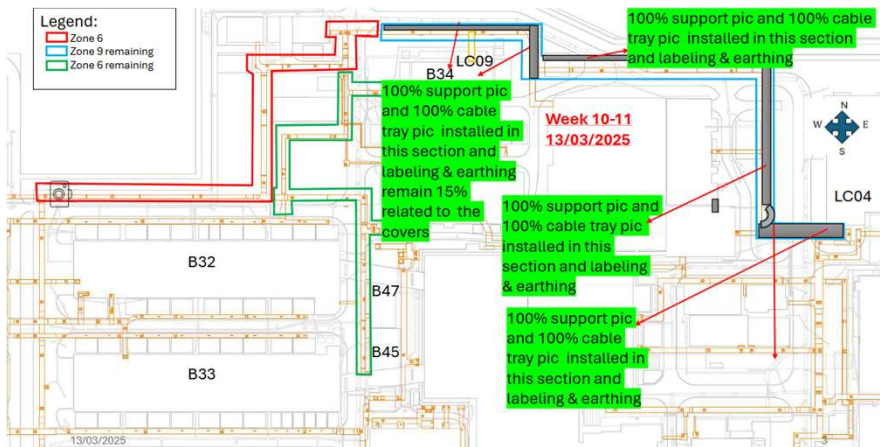 Legend:
Zone 6
Zone 9 remaining
Zone 6 remaining
100% support pic and 100% cable
tray pic installed in this section
and labeling & earthing
LC09
B34
100% support pic
and 100% cable
tray pic installed in
this section and
labeling & earthing
remain 15%
related to the
covers
Week 10-11
13/03/2025
N
W
E
S
LC04
100% support pic and
100% cable tray pic
installed in this
section and labeling
& earthing
B32
B47
100% support pic
and 100% cable
tray pic installed in
this section and
labeling & earthing
B45
B33
13/03/2025
3